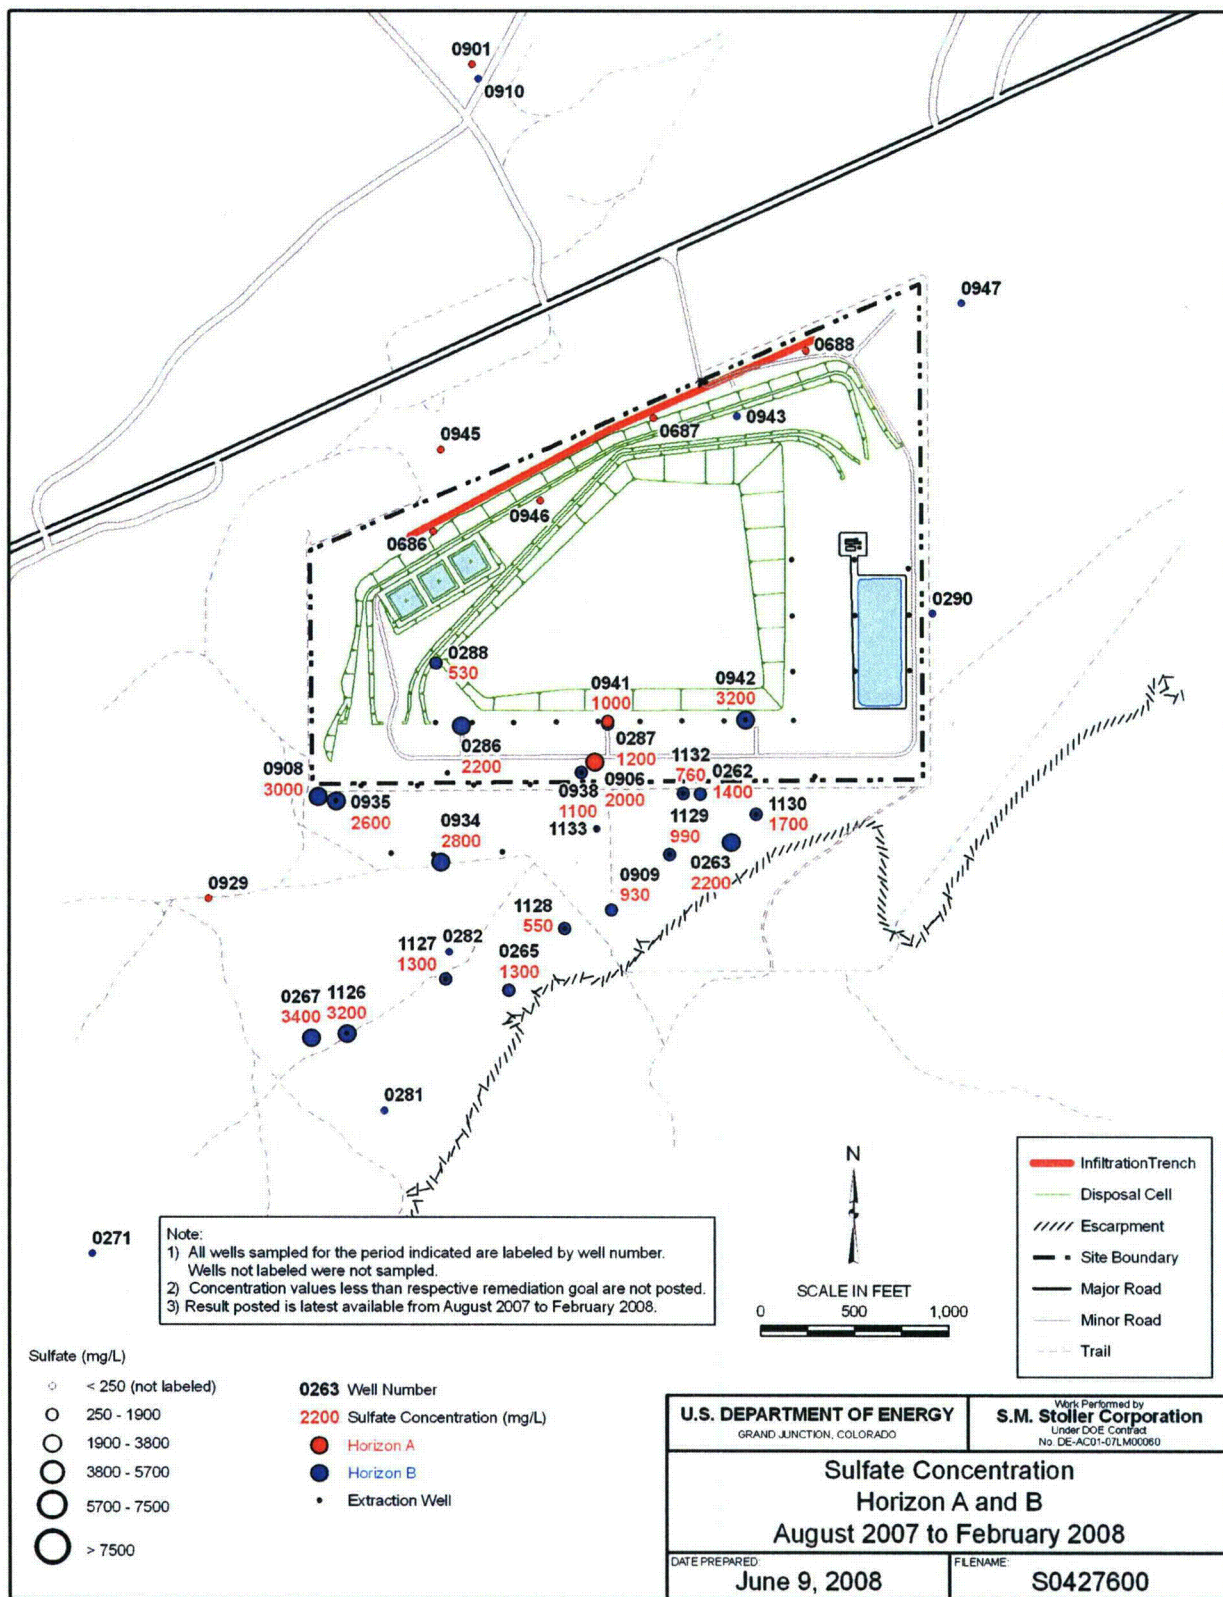 0901
0910
0947
0688
0943
0687
0945
0946
0686
0290
0288
530
0941
1000
0942
3200
0286
2200
0287
1200
1132
760
0262
1400
0908
3000
0906
2000
0938
1100
0935
2600
1133
1130
1700
1129
990
0934
2800
0263
2200
0909
930
0929
1128
550
0282
1127
1300
0265
1300
0267
3400
1126
3200
0281
0271
N
SCALE IN FEET
0 500 1,000
InfiltrationTrench
Disposal Cell
Escarpment
Site Boundary
Major Road
Minor Road
Trail
Note:
1) All wells sampled for the period indicated are labeled by well number.
Wells not labeled were not sampled.
2) Concentration values less than respective remediation goal are not posted.
3) Result posted is latest available from August 2007 to February 2008.
Sulfate (mg/L)
< 250 (not labeled)
250 - 1900
1900 - 3800
3800 - 5700
5700 - 7500
> 7500
0263 Well Number
2200 Sulfate Concentration (mg/L)
Horizon A
Horizon B
Extraction Well
U.S. DEPARTMENT OF ENERGY
GRAND JUNCTION, COLORADO
Work Performed by
S.M. Stoller Corporation
Under DOE Contract
No. DE-AC01-07LM00060
Sulfate Concentration
Horizon A and B
August 2007 to February 2008
DATE PREPARED:
June 9, 2008
FILENAME:
S0427600